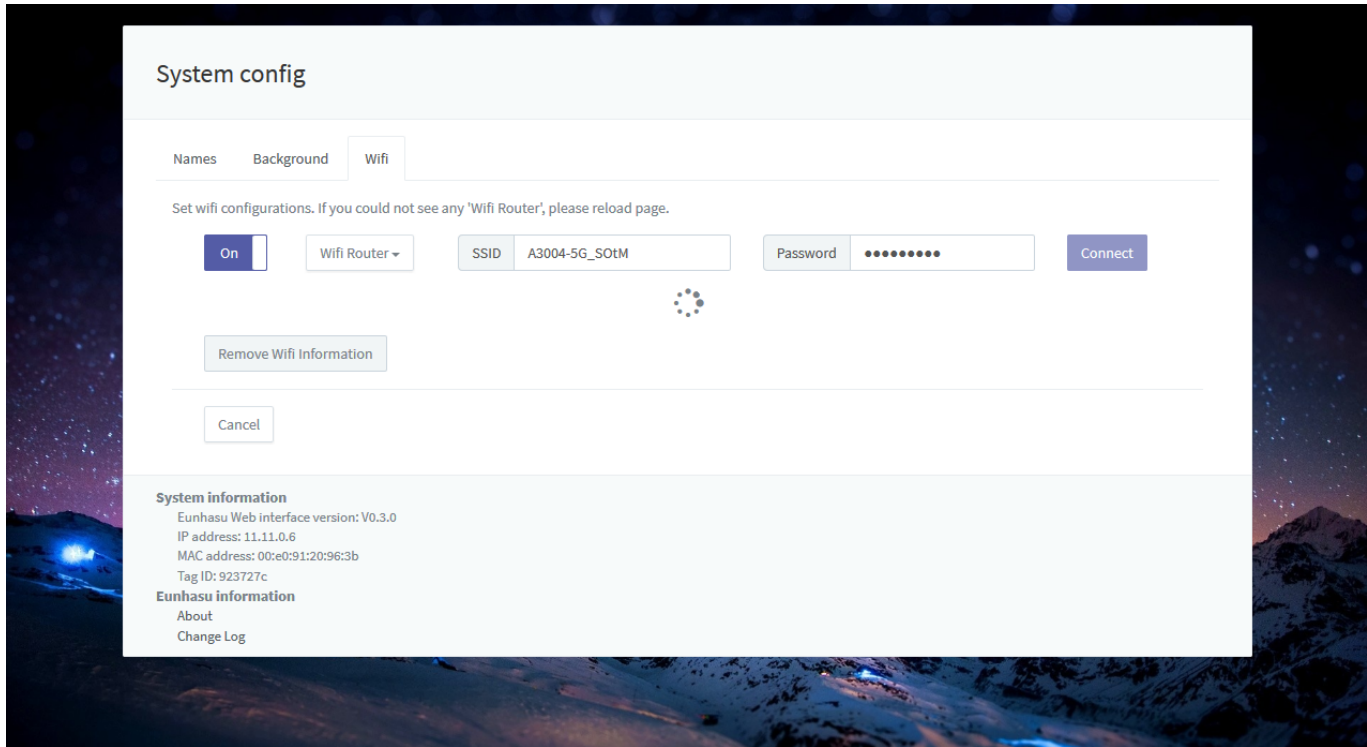 System config
Names Background Wifi
Set wifi configurations. If you could not see any 'Wifi Router', please reload page.
On Wifi Router SSID A3004-5G_SOtM Password ●●●●●●●●● Connect
Remove Wifi Information
Cancel
System information
Eunhasu Web interface version: V0.3.0
IP address: 11.11.0.6
MAC address: 00:e0:91:20:96:3b
Tag ID: 923727c
Eunhasu information
About
Change Log